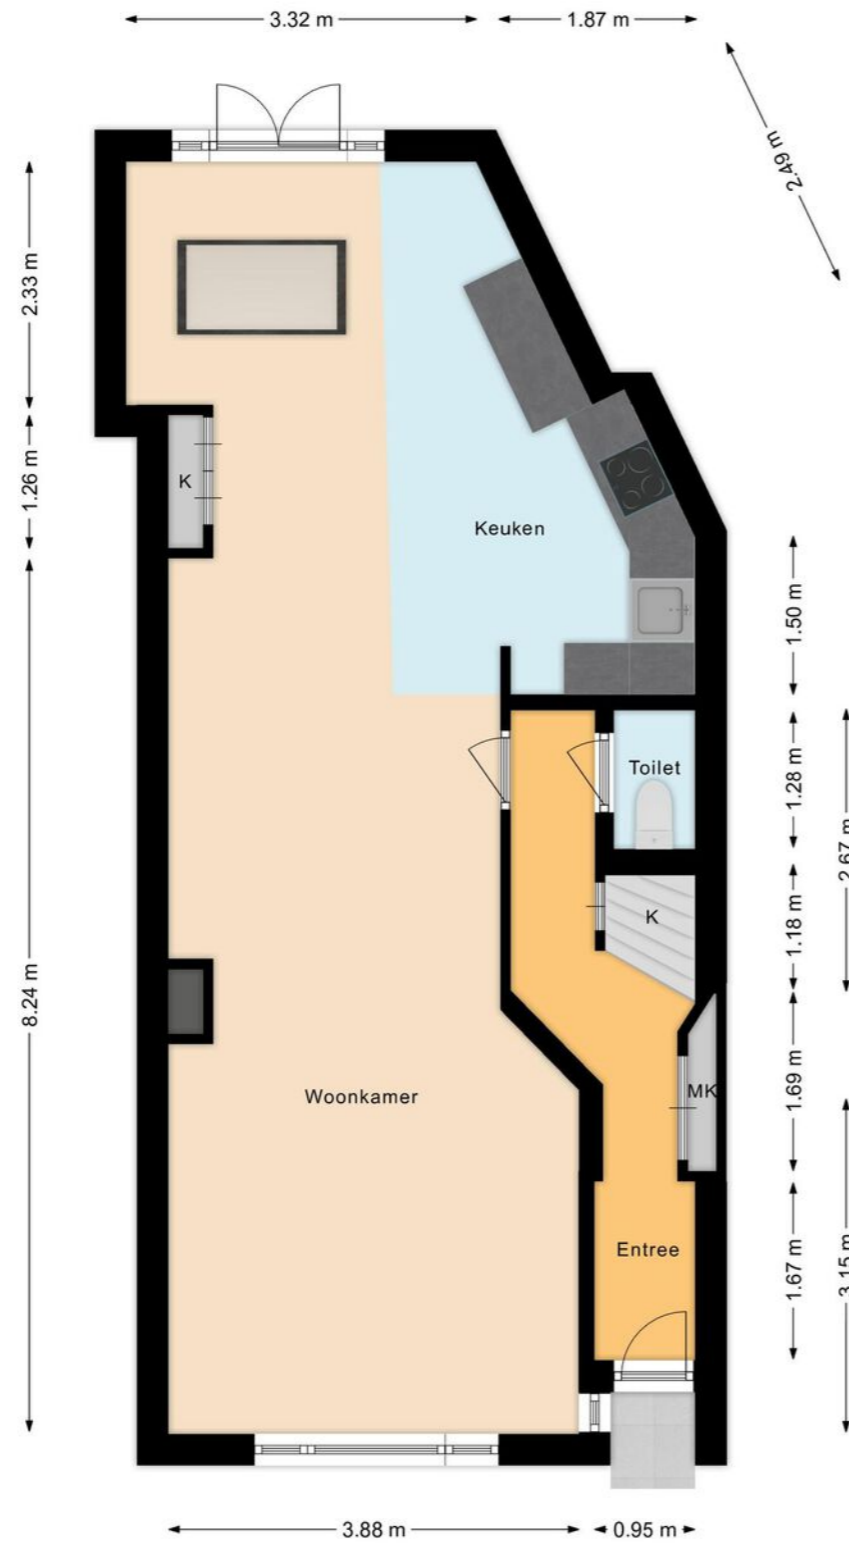 3.32 m
1.87 m
2.49 m
2.33 m
1.26 m
K
Keuken
1.50 m
Toilet
1.28 m
2.67 m
K
1.18 m
8.24 m
Woonkamer
MK
1.69 m
Entree
1.67 m
3.15 m
3.88 m
0.95 m